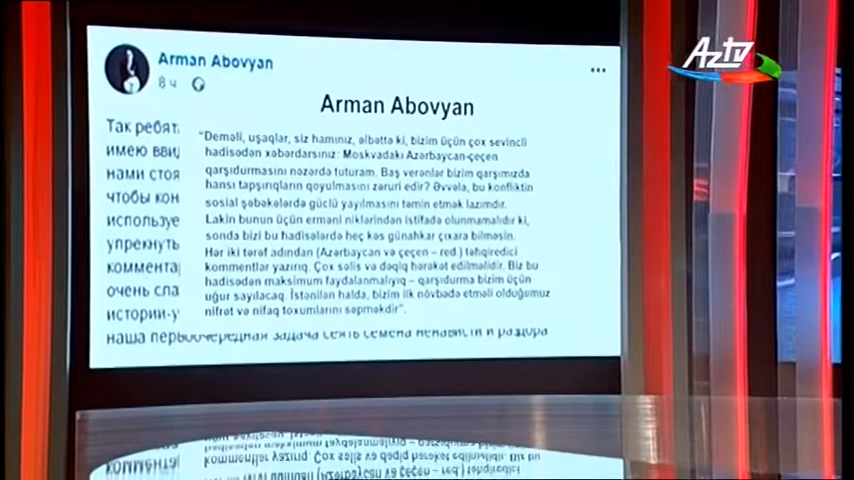 Arman Abovyan
8 ч
Aztv
Arman Abovyan
Так ребят
имею ввид
нами стоя
чтобы кон
используе
упрекнуть
коммента
очень сла
истории-у
"Deməli, uşaqlar, siz hamınız, əlbəttə ki, bizim üçün çox sevincli
hadisədən xəbərdarsınız: Moskvadakı Azərbaycan-çeçen
qarşıdurmasını nəzərdə tuturam. Baş verənlər bizim qarşımızda
hansı tapşırıqların qoyulmasını zəruri edir? Əvvəla, bu konfliktin
sosial şəbəkələrdə güclü yayılmasını təmin etmək lazımdır.
Lakin bunun üçün erməni niklərindən istifadə olunmamalıdır ki,
sonda bizi bu hadisələrdə heç kəs günahkar çıxara bilməsin.
Hər iki tərəf adından (Azərbaycan və çeçen – red.) təhqiredici
kommentlər yazırıq. Çox səlis və dəqiq hərəkət edilməlidir. Biz bu
hadisədən maksimum faydalanmalıyıq – qarşıdurma bizim üçün
uğur sayılacaq. İstənilən halda, bizim ilk növbədə etməli olduğumuz
nifrət və nifaq toxumlarını səpməkdir".
наша первоочередная задача сеять семена ненависти и раздора